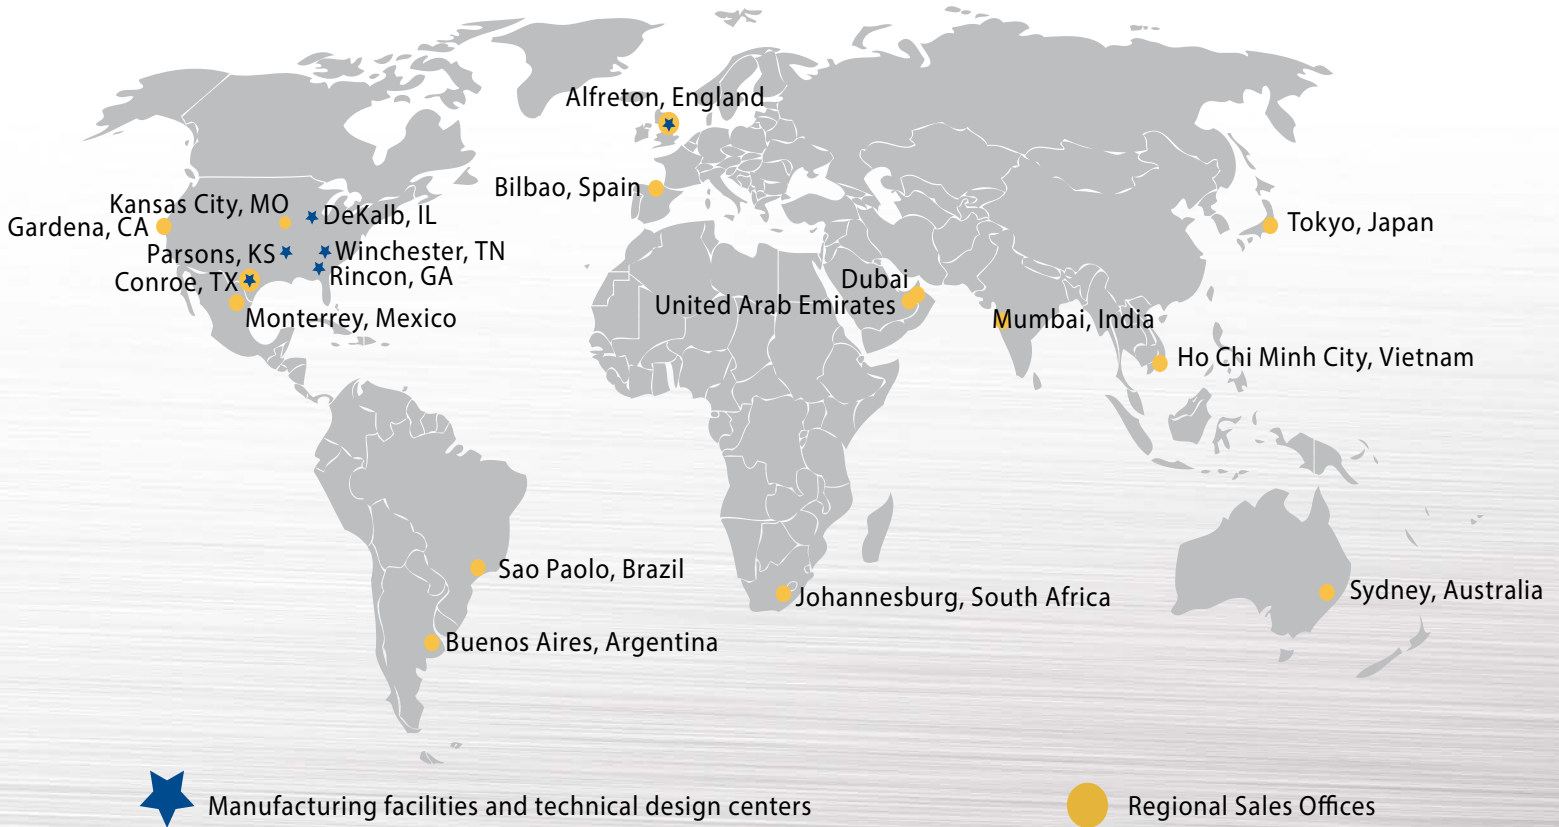 Alfreton, England
Bilbao, Spain
Kansas City, MO
DeKalb, IL
Gardena, CA
Tokyo, Japan
Parsons, KS
Winchester, TN
Conroe, TX
Rincon, GA
Dubai
United Arab Emirates
Monterrey, Mexico
Mumbai, India
Ho Chi Minh City, Vietnam
Sao Paolo, Brazil
Johannesburg, South Africa
Sydney, Australia
Buenos Aires, Argentina
Manufacturing facilities and technical design centers
Regional Sales Offices